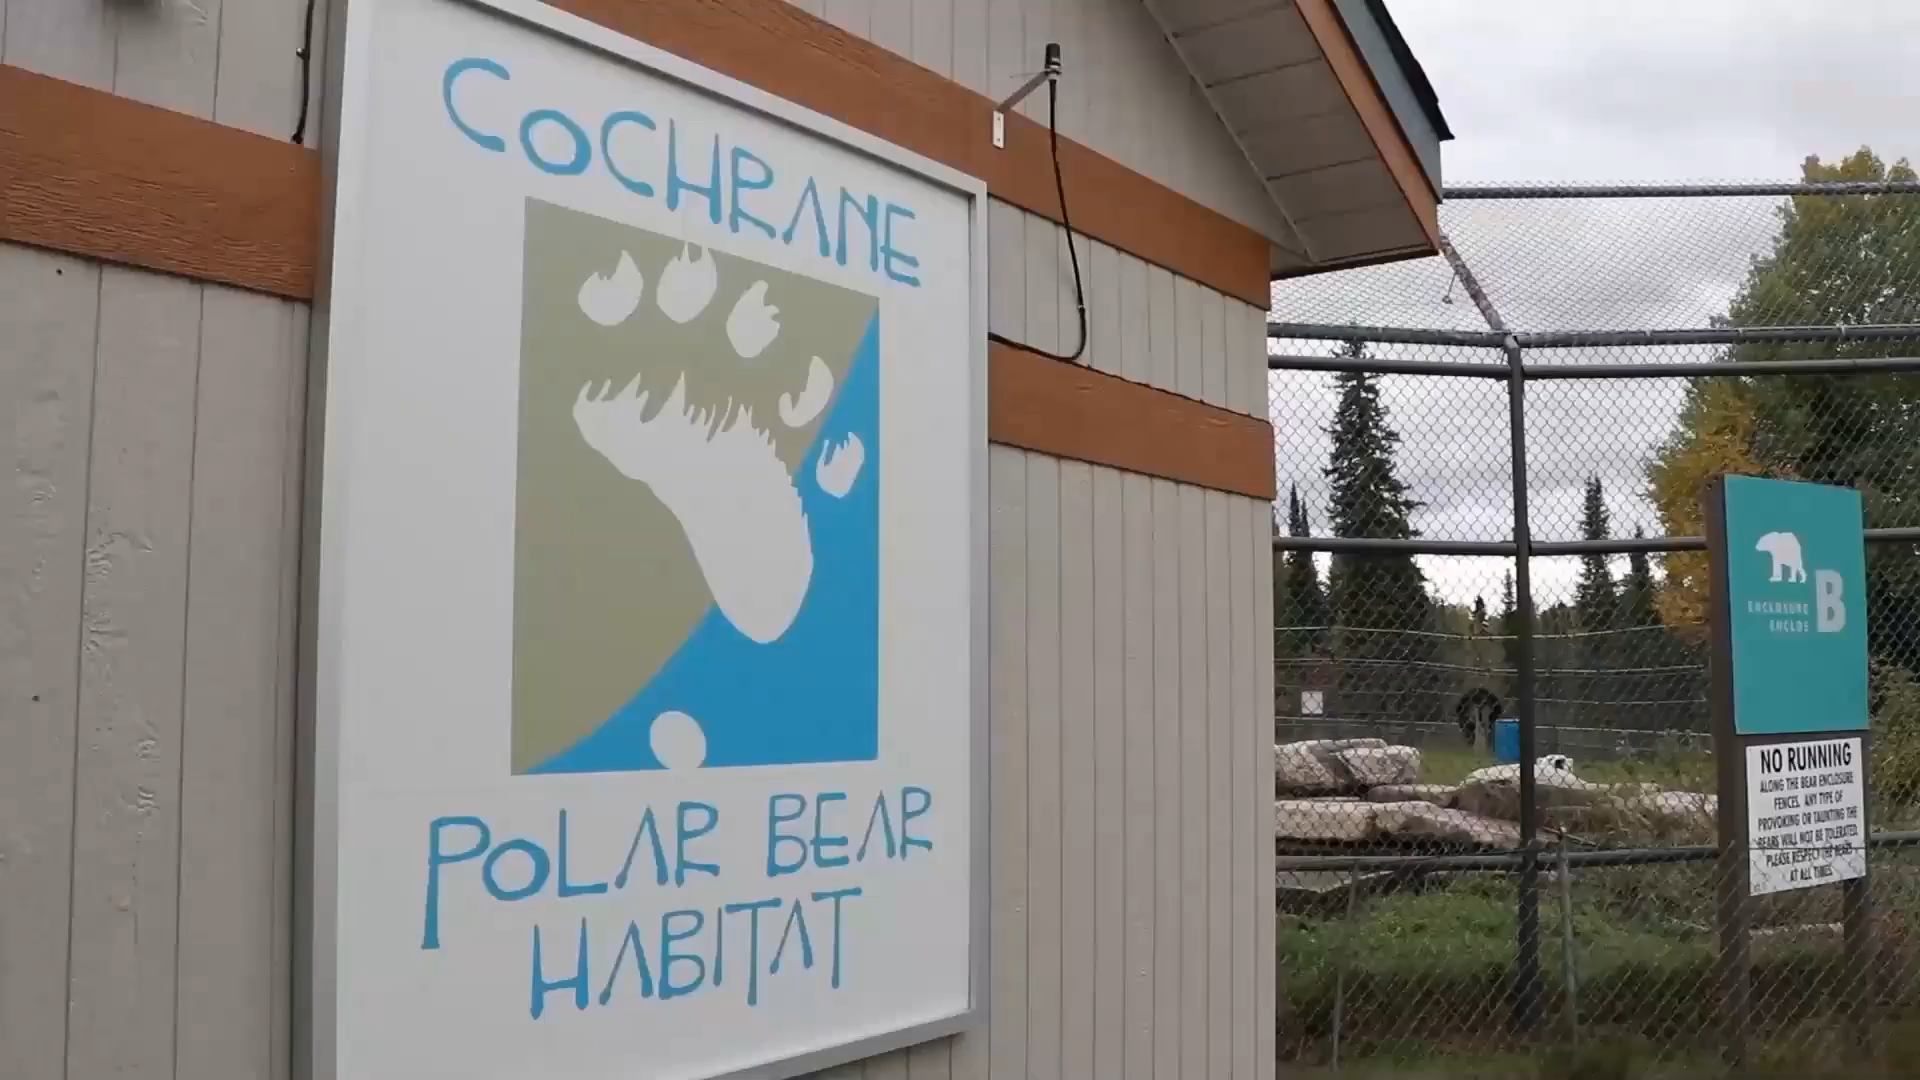 CoCHRANE
PoLAR BEAR
HABITAT
ENCLOSURE
ENCLOS
B
NO RUNNING
ALONG THE BEAR ENCLOSURE
FENCES. ANY TYPE OF
PROVOKING OR TAUNTING THE
BEARS WILL NOT BE TOLERATED.
PLEASE RESPECT THE BEARS
AT ALL TIMES